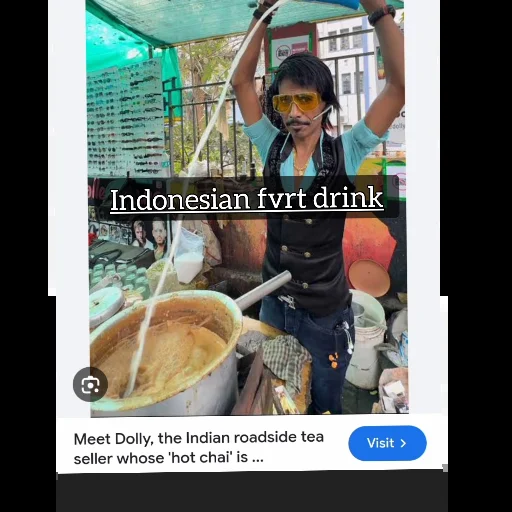 Indonesian fvrt drink
Meet Dolly, the Indian roadside tea
seller whose 'hot chai' is ...
Visit >